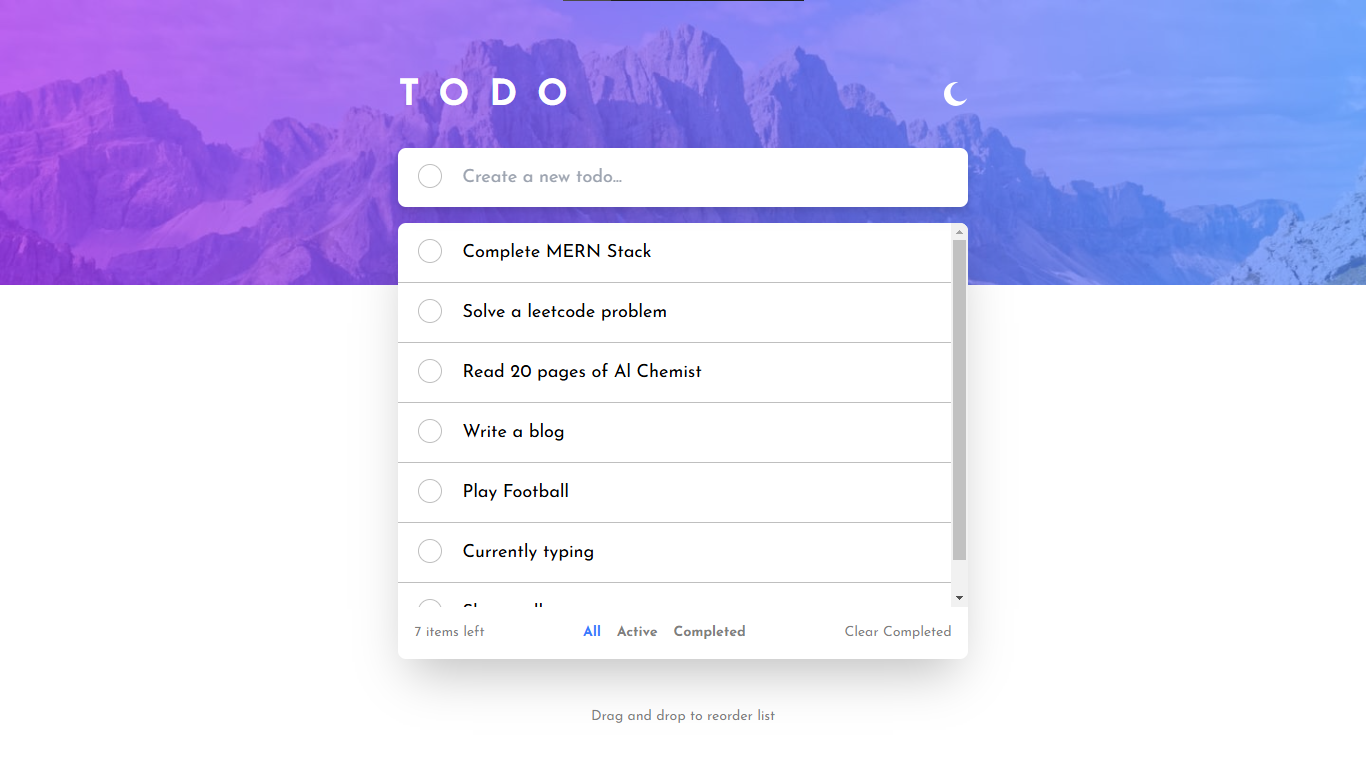 TODO
Create a new todo...
Complete MERN Stack
Solve a leetcode problem
Read 20 pages of Al Chemist
Write a blog
Play Football
Currently typing
7 items left All Active Completed Clear Completed
Drag and drop to reorder list